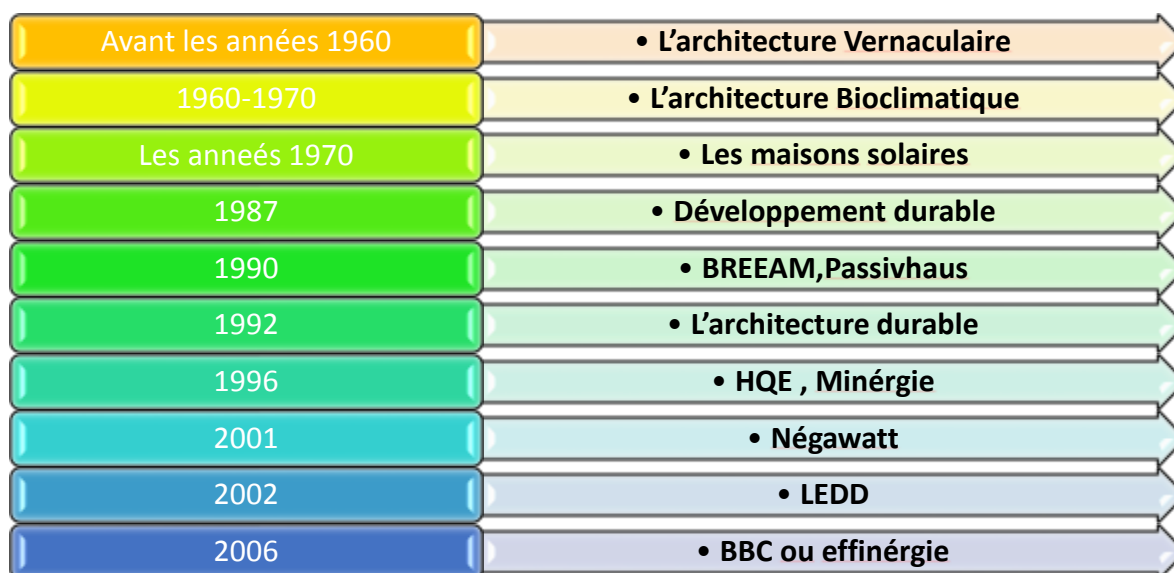 Avant les années 1960 • L'architecture Vernaculaire
1960-1970 • L'architecture Bioclimatique
Les anneés 1970 • Les maisons solaires
1987 • Développement durable
1990 • BREEAM,Passivhaus
1992 • L'architecture durable
1996 • HQE , Minérgie
2001 • Négawatt
2002 • LEDD
2006 • BBC ou effinérgie